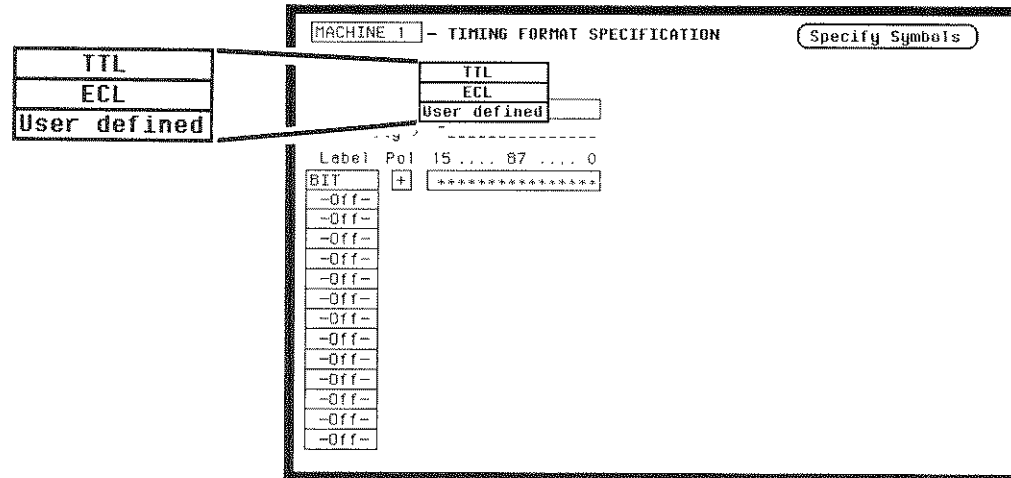 MACHINE 1 – TIMING FORMAT SPECIFICATION Specify Symbols
TTL
ECL
User defined
TTL
ECL
User defined
Label Pol 15 .... 87 .... 0
BIT + ****************
-Off-
-Off-
-Off-
-Off-
-Off-
-Off-
-Off-
-Off-
-Off-
-Off-
-Off-
-Off-
-Off-